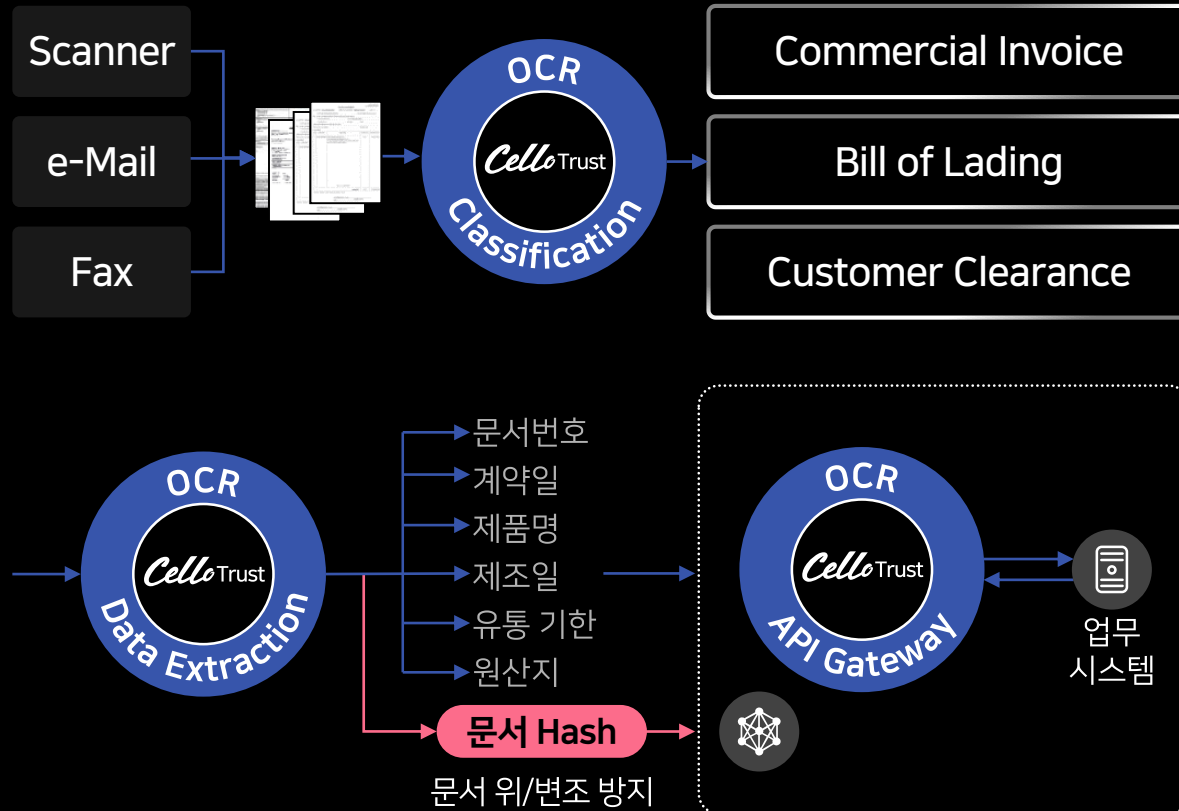 Scanner
e-Mail
Fax
OCR
Cello Trust
Classification
Commercial Invoice
Bill of Lading
Customer Clearance
OCR
Cello Trust
Data Extraction
문서번호
계약일
제품명
제조일
유통 기한
원산지
문서 Hash
문서 위/변조 방지
OCR
Cello Trust
API Gateway
업무
시스템